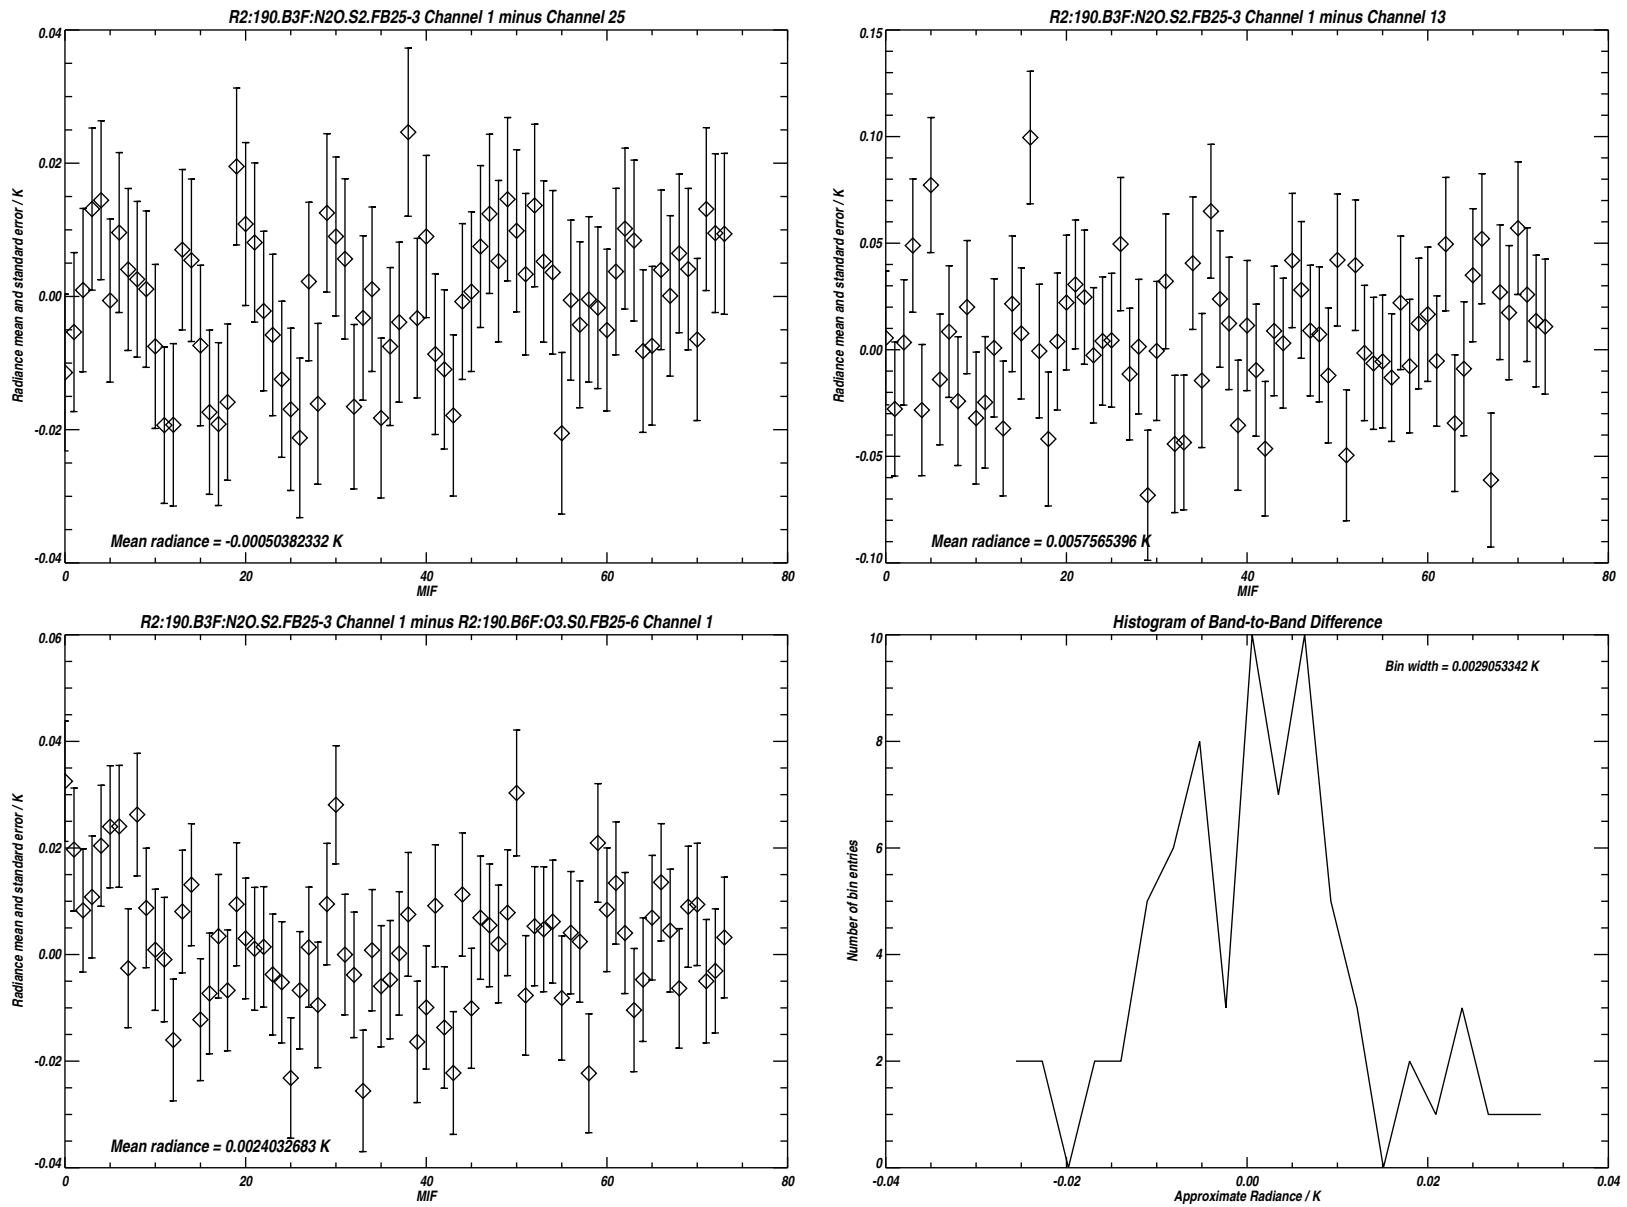 R2:190.B3F:N2O.S2.FB25-3 Channel 1 minus Channel 25
0.04
0.02
0.00
-0.02
-0.04
Radiance mean and standard error / K
Mean radiance = -0.00050382332 K
0 20 40 60 80
MIF
R2:190.B3F:N2O.S2.FB25-3 Channel 1 minus Channel 13
0.15
0.10
0.05
0.00
-0.05
-0.10
Radiance mean and standard error / K
Mean radiance = 0.0057565396 K
0 20 40 60 80
MIF
R2:190.B3F:N2O.S2.FB25-3 Channel 1 minus R2:190.B6F:O3.S0.FB25-6 Channel 1
0.06
0.04
0.02
0.00
-0.02
-0.04
Radiance mean and standard error / K
Mean radiance = 0.0024032683 K
0 20 40 60 80
MIF
Histogram of Band-to-Band Difference
Bin width = 0.0029053342 K
10
8
6
4
2
0
Number of bin entries
-0.04 -0.02 0.00 0.02 0.04
Approximate Radiance / K